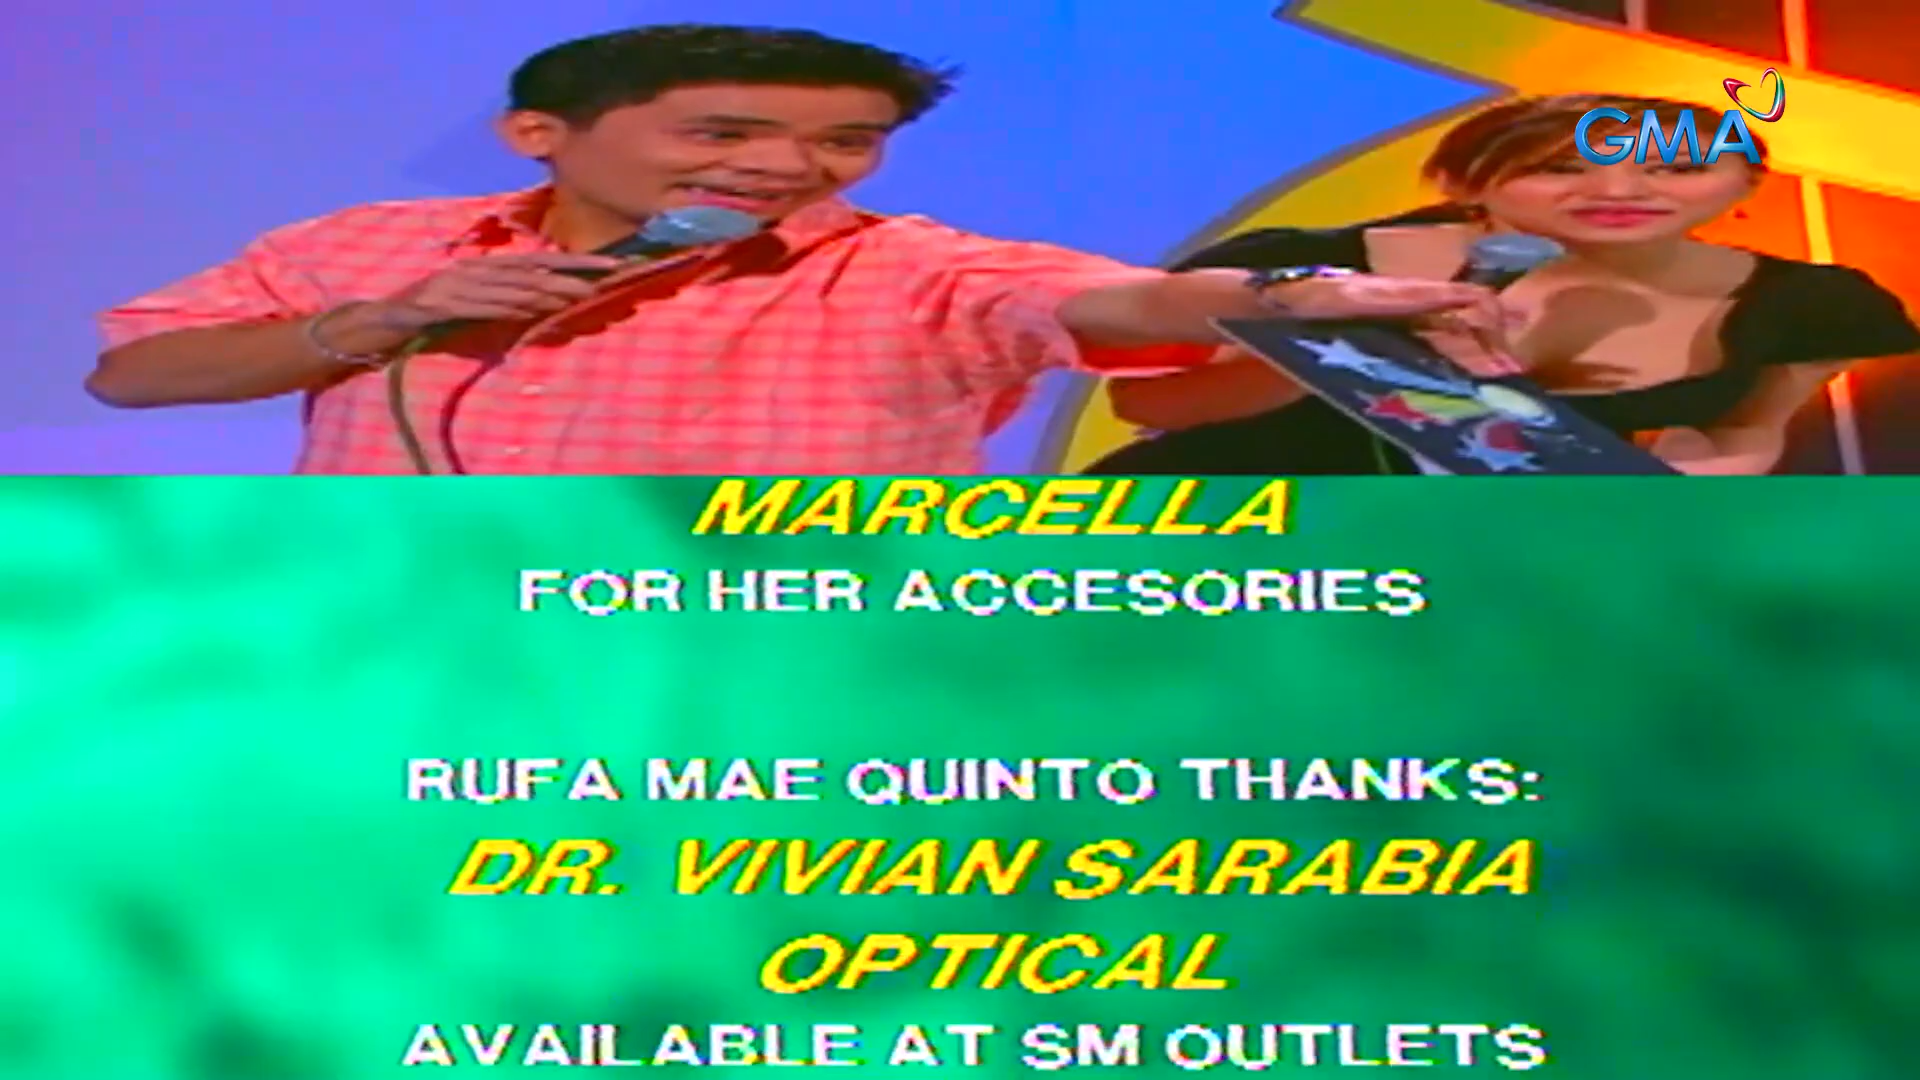 GMA
MARCELLA
FOR HER ACCESORIES
RUFA MAE QUINTO THANKS:
DR. VIVIAN SARABIA
OPTICAL
AVAILABLE AT SM OUTLETS